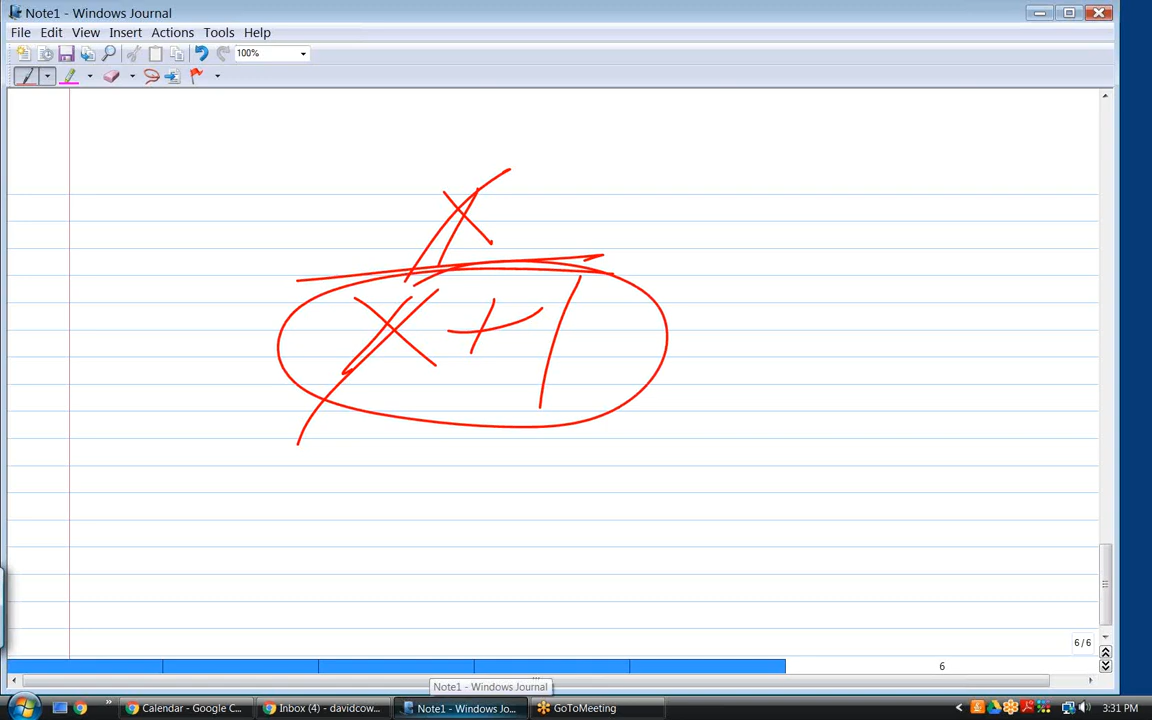 Note1 - Windows Journal
File Edit View Insert Actions Tools Help
100%
x
x+1
6 / 6
6
Note1 - Windows Journal
Calendar - Google C... Inbox (4) - davidcow... Note1 - Windows Jo... GoToMeeting 3:31 PM